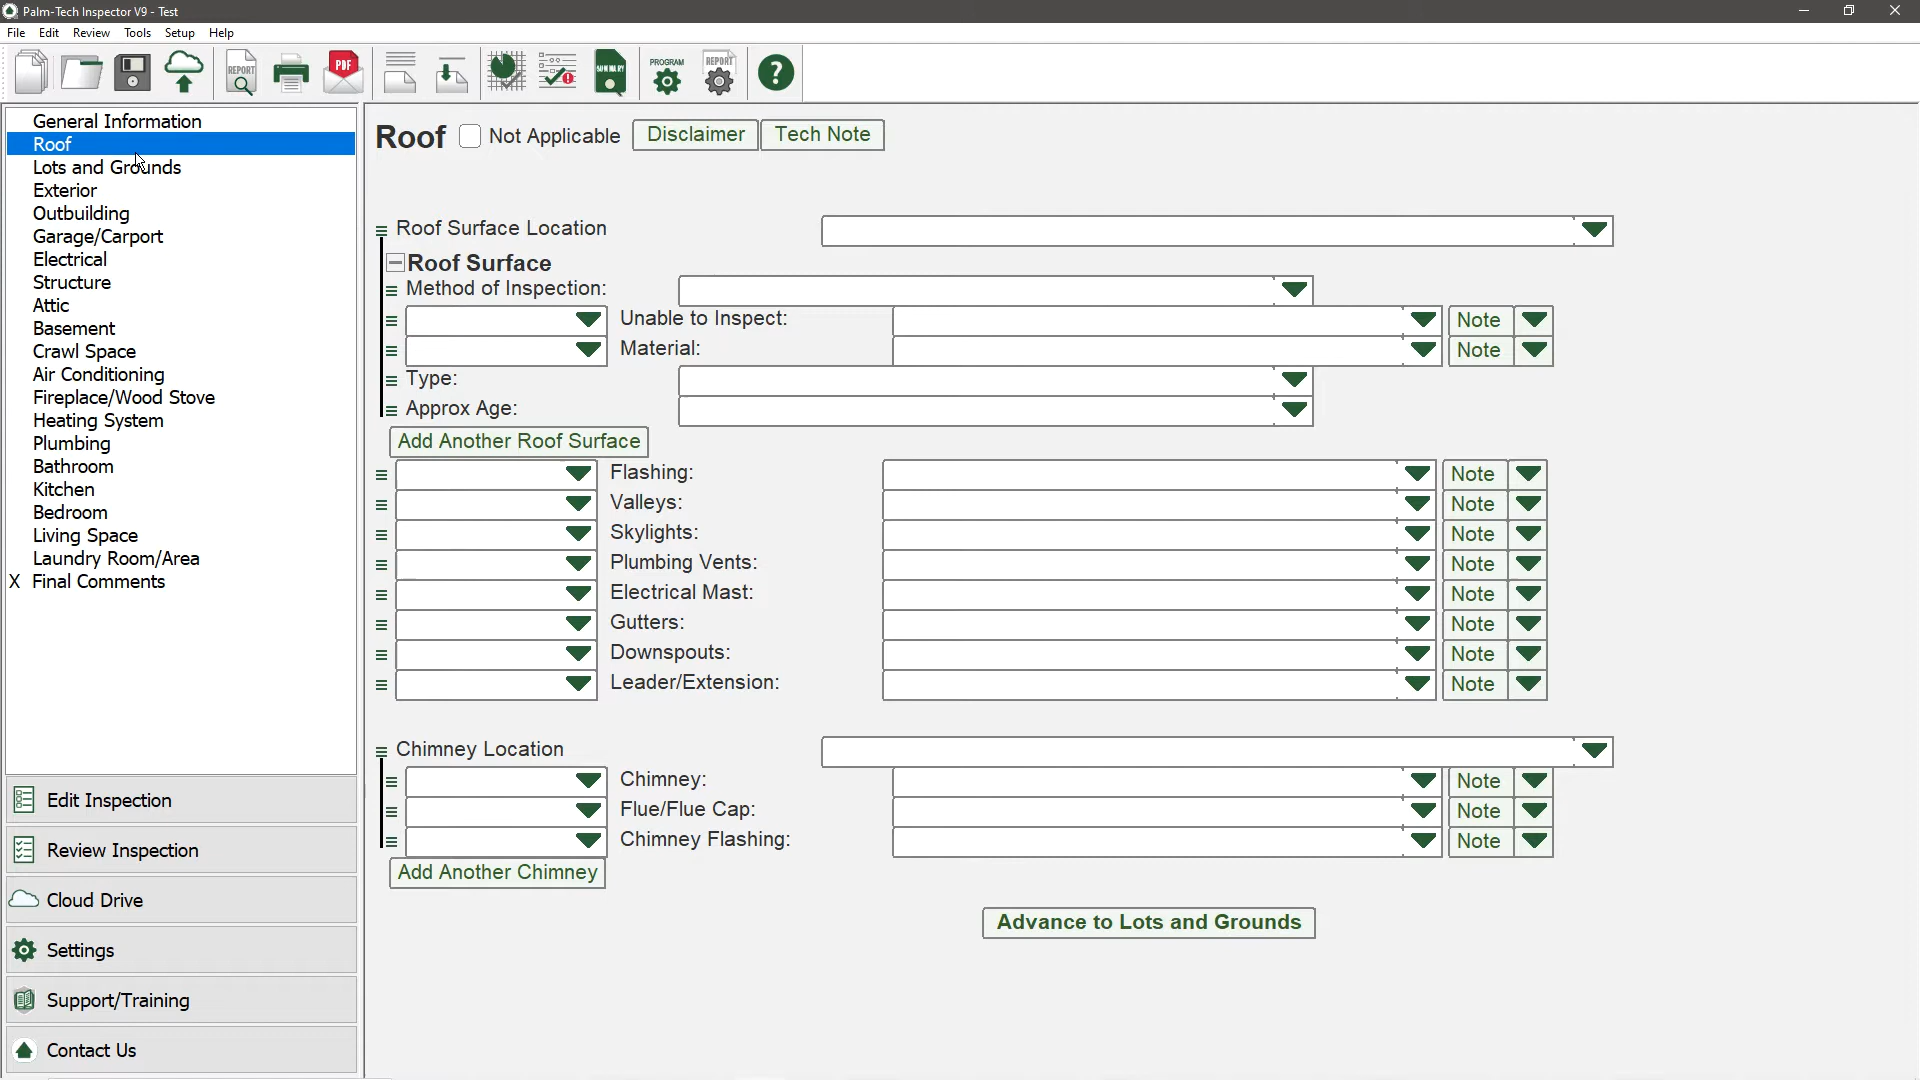 Palm-Tech Inspector V9 - Test
File Edit Review Tools Setup Help
REPORT PDF SUMMARY PROGRAM REPORT ?
General Information
Roof
Lots and Grounds
Exterior
Outbuilding
Garage/Carport
Electrical
Structure
Attic
Basement
Crawl Space
Air Conditioning
Fireplace/Wood Stove
Heating System
Plumbing
Bathroom
Kitchen
Bedroom
Living Space
Laundry Room/Area
X Final Comments
Edit Inspection
Review Inspection
Cloud Drive
Settings
Support/Training
Contact Us
Roof Not Applicable Disclaimer Tech Note
Roof Surface Location
Roof Surface
Method of Inspection:
Unable to Inspect: Note
Material: Note
Type:
Approx Age:
Add Another Roof Surface
Flashing: Note
Valleys: Note
Skylights: Note
Plumbing Vents: Note
Electrical Mast: Note
Gutters: Note
Downspouts: Note
Leader/Extension: Note
Chimney Location
Chimney: Note
Flue/Flue Cap: Note
Chimney Flashing: Note
Add Another Chimney
Advance to Lots and Grounds